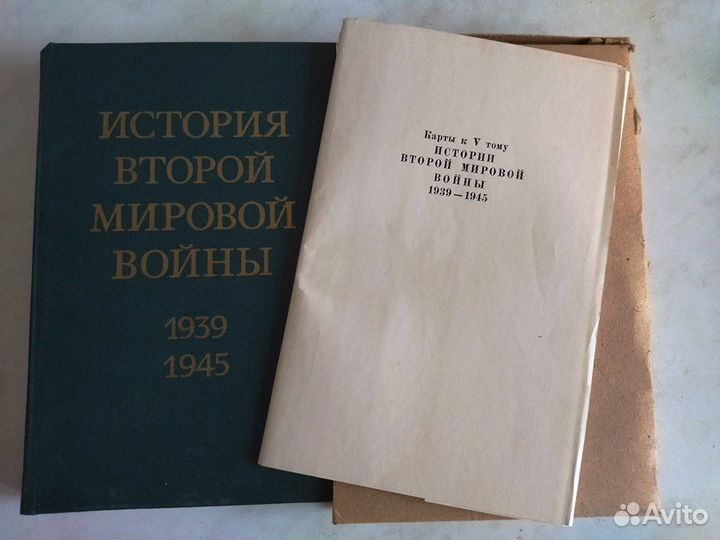 ИСТОРИЯ
ВТОРОЙ
МИРОВОЙ
ВОЙНЫ
1939
1945
Карты к V тому
ИСТОРИИ
ВТОРОЙ МИРОВОЙ
ВОЙНЫ
1939—1945
Avito